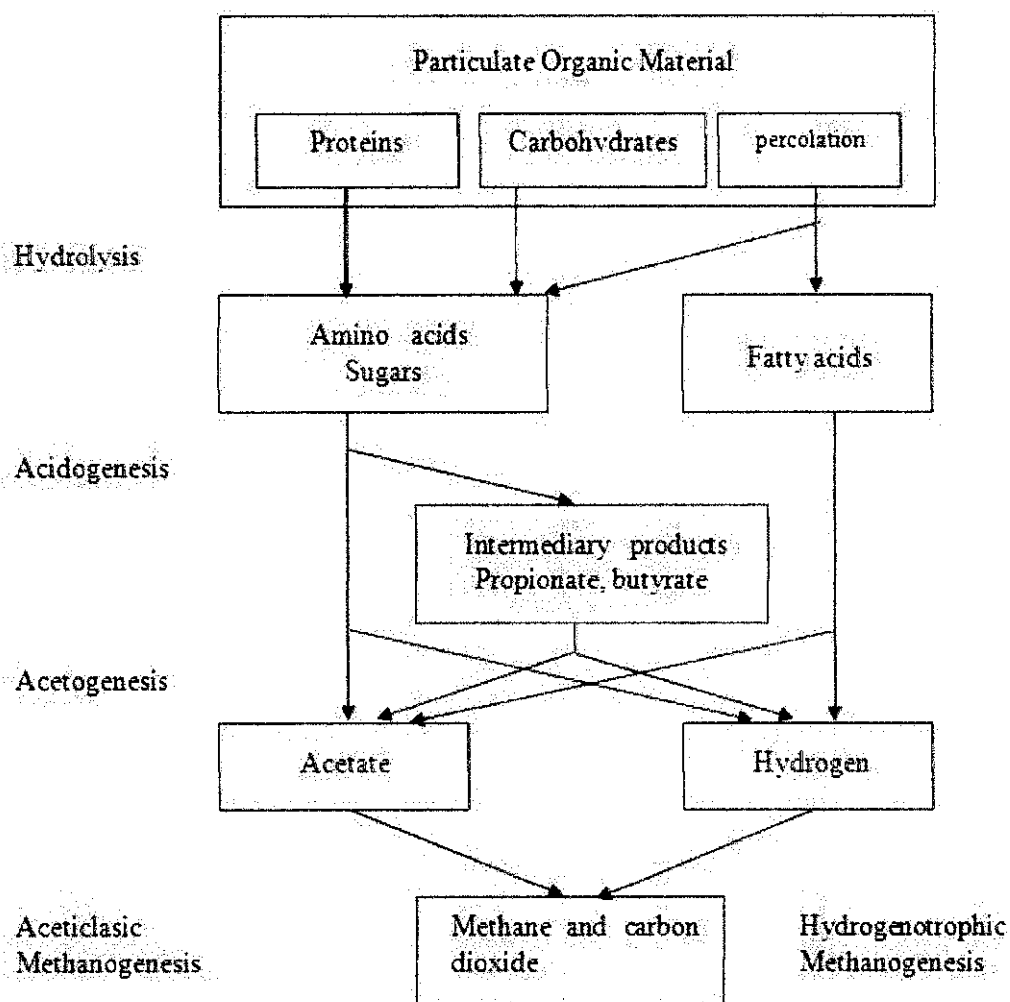 Particulate Organic Material
Proteins
Carbohydrates
percolation
Hydrolysis
Amino acids
Sugars
Fatty acids
Acidogenesis
Intermediary products
Propionate, butyrate
Acetogenesis
Acetate
Hydrogen
Aceticlasic
Methanogenesis
Methane and carbon
dioxide
Hydrogenotrophic
Methanogenesis